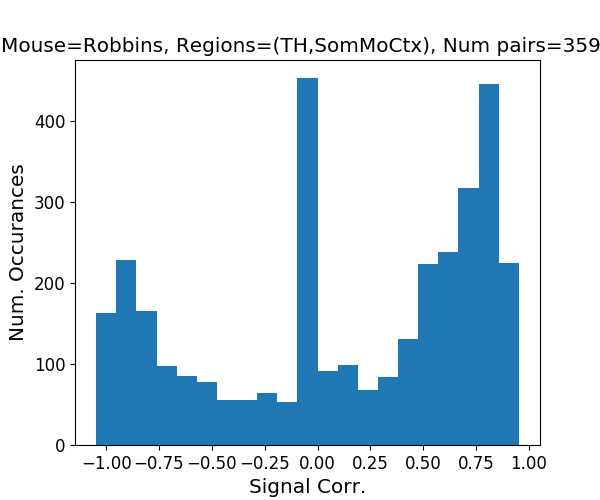 Mouse=Robbins, Regions=(TH,SomMoCtx), Num pairs=359
400
300
200
100
0
Num. Occurances
−1.00 −0.75 −0.50 −0.25 0.00 0.25 0.50 0.75 1.00
Signal Corr.